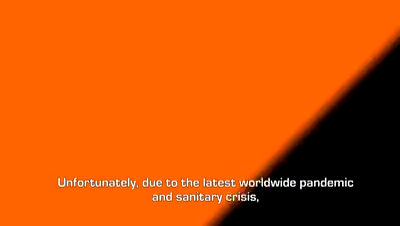 Unfortunately, due to the latest worldwide pandemic
and sanitary crisis,